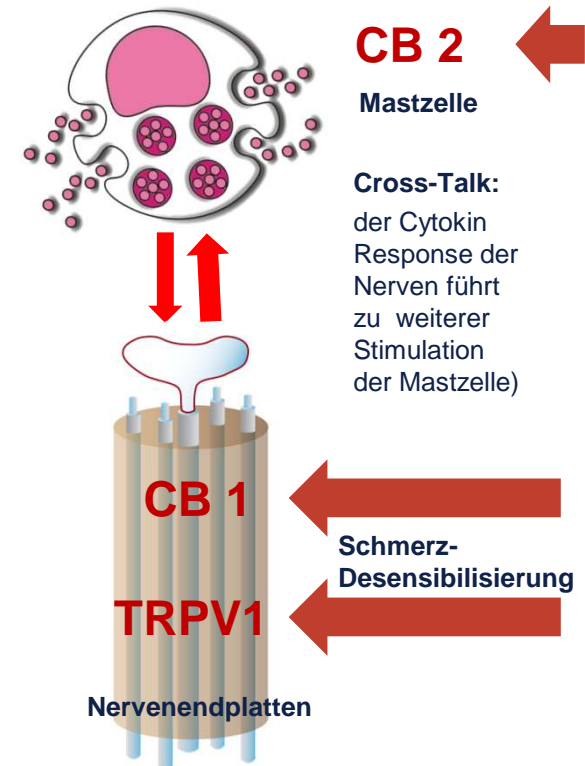 CB 2
Mastzelle
Cross-Talk:
der Cytokin
Response der
Nerven führt
zu weiterer
Stimulation
der Mastzelle)
CB 1
Schmerz-
Desensibilisierung
TRPV1
Nervenendplatten